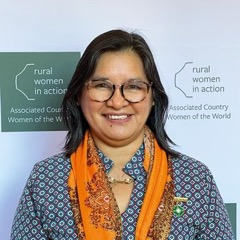 rural
women
in action
Associated Country
Women of the World
rural
women
in action
Associated Country
Women of the World